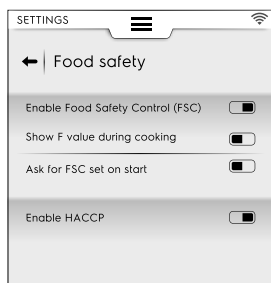 SETTINGS
Food safety
Enable Food Safety Control (FSC)
Show F value during cooking
Ask for FSC set on start
Enable HACCP